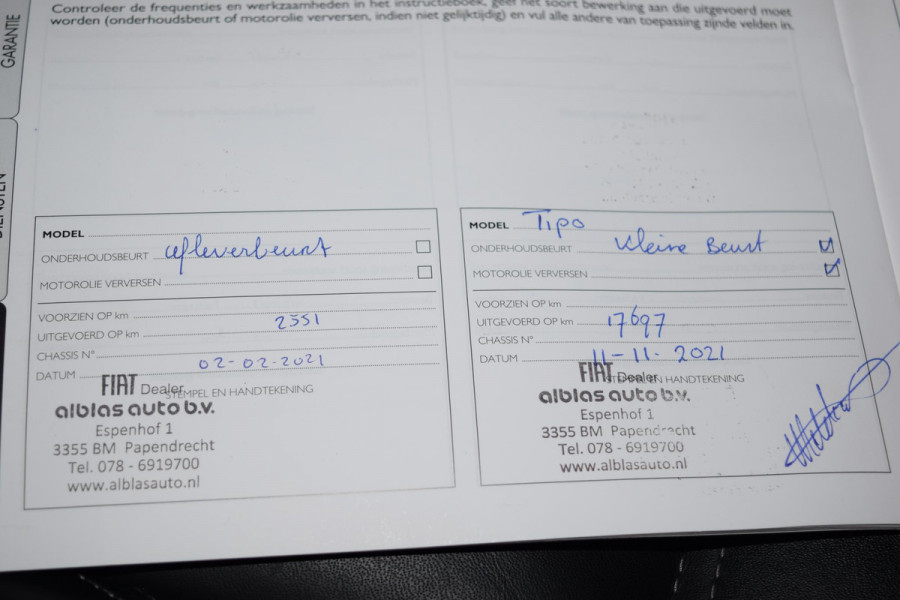 Controleer de frequenties en werkzaamheden in het instructieboek, geef het soort bewerking aan die uitgevoerd moet
worden (onderhoudsbeurt of motorolie verversen, indien niet gelijktijdig) en vul alle andere van toepassing zijnde velden in.
GARANTIE
DIENSTEN
MODEL
ONDERHOUDSBEURT afleverbeurt
MOTOROLIE VERVERSEN
VOORZIEN OP km
UITGEVOERD OP km 2551
CHASSIS N°
DATUM 02-02-2021
STEMPEL EN HANDTEKENING
FIAT Dealer
alblas auto b.v.
Espenhof 1
3355 BM Papendrecht
Tel. 078 - 6919700
www.alblasauto.nl
MODEL Tipo
ONDERHOUDSBEURT Kleine Beurt
MOTOROLIE VERVERSEN
VOORZIEN OP km
UITGEVOERD OP km 17697
CHASSIS N°
DATUM 11-11-2021
STEMPEL EN HANDTEKENING
FIAT Dealer
alblas auto b.v.
Espenhof 1
3355 BM Papendrecht
Tel. 078 - 6919700
www.alblasauto.nl